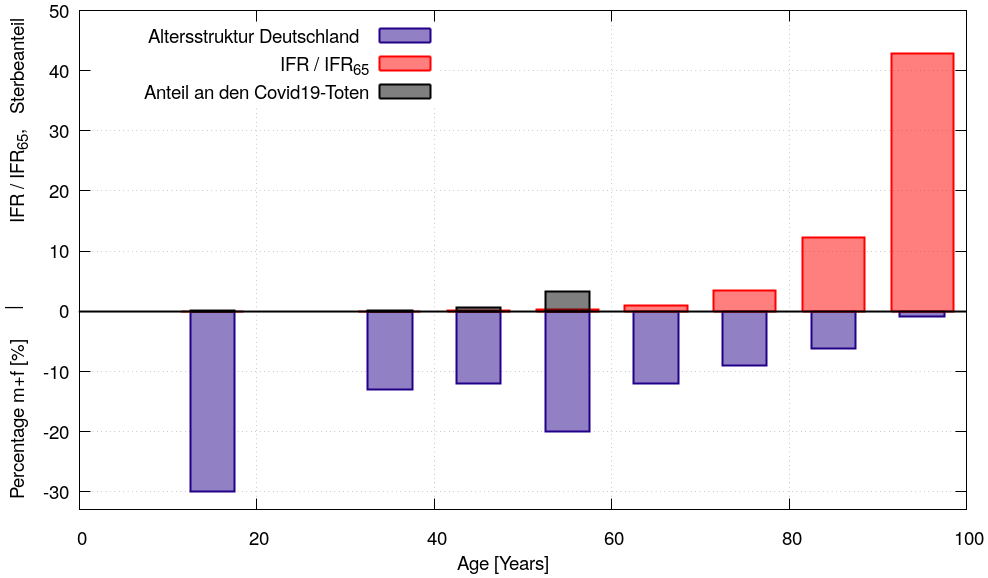 Altersstruktur Deutschland
IFR / IFR65
Anteil an den Covid19-Toten
IFR / IFR65, Sterbeanteil
|
Percentage m+f [%]
50
40
30
20
10
0
-10
-20
-30
0 20 40 60 80 100
Age [Years]